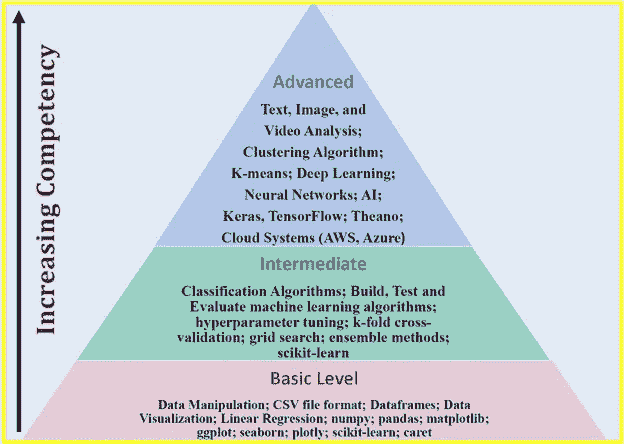 Increasing Competency
Advanced
Text, Image, and
Video Analysis;
Clustering Algorithm;
K-means; Deep Learning;
Neural Networks; AI;
Keras, TensorFlow; Theano;
Cloud Systems (AWS, Azure)
Intermediate
Classification Algorithms; Build, Test and
Evaluate machine learning algorithms;
hyperparameter tuning; k-fold cross-
validation; grid search; ensemble methods;
scikit-learn
Basic Level
Data Manipulation; CSV file format; Dataframes; Data
Visualization; Linear Regression; numpy; pandas; matplotlib;
ggplot; seaborn; plotly; scikit-learn; caret